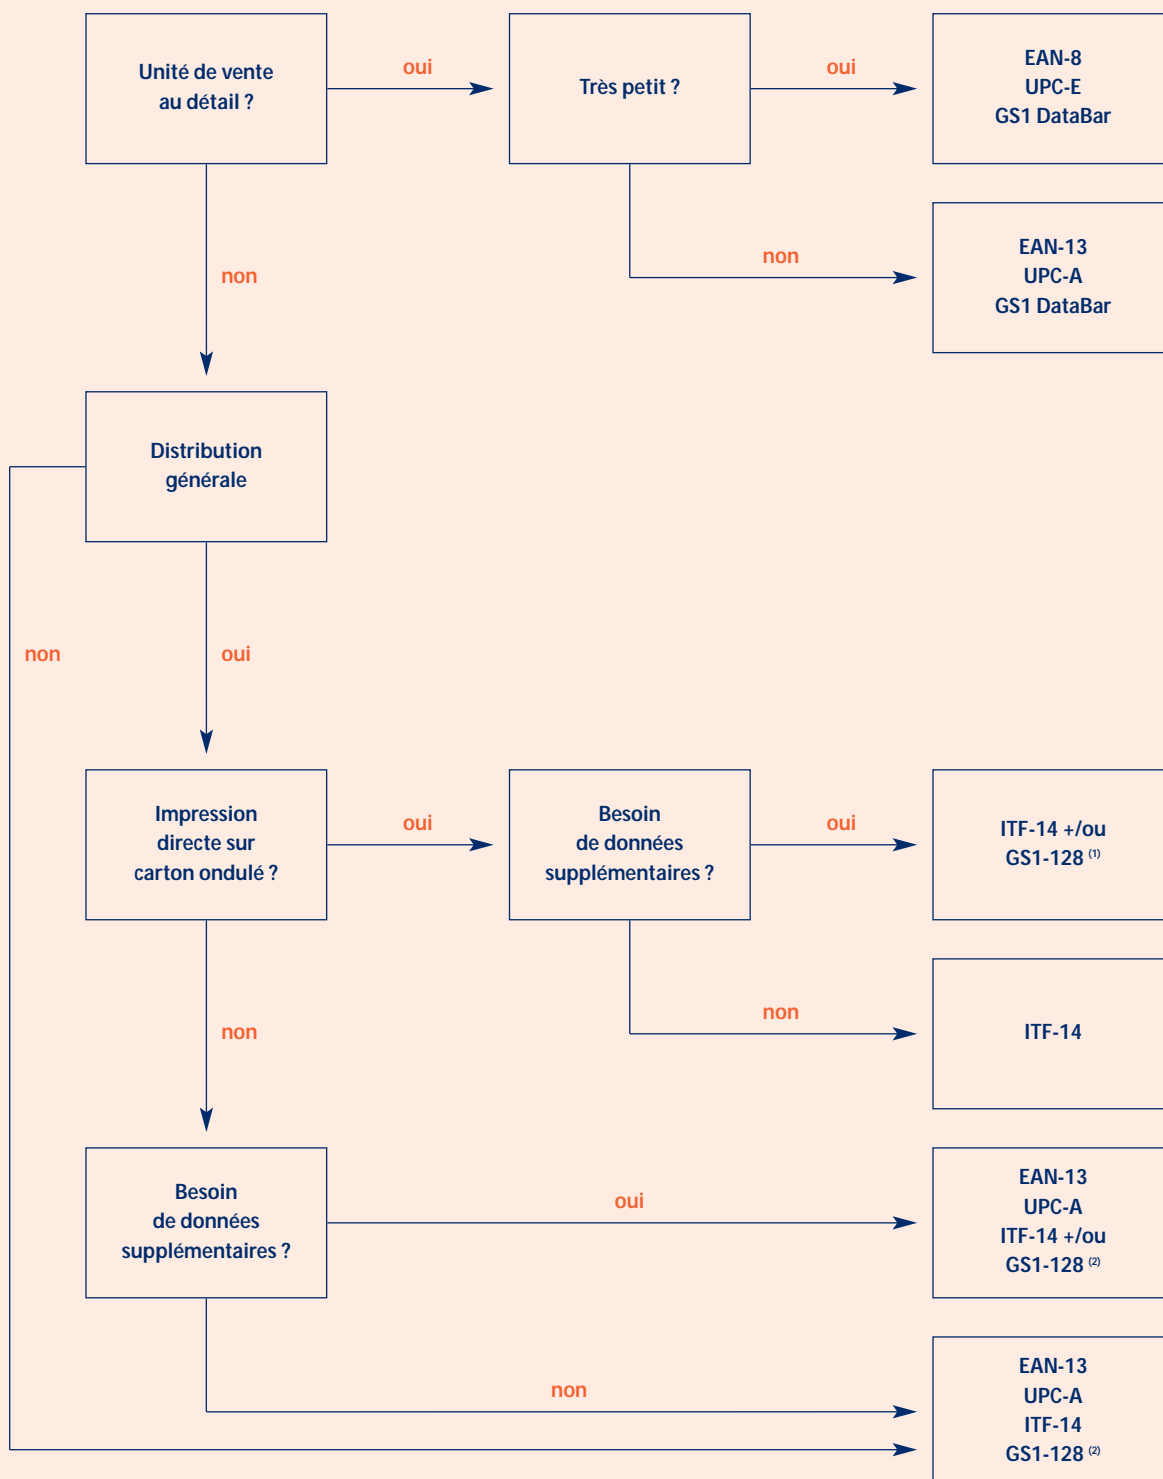 Unité de vente
au détail ?
oui
Très petit ?
oui
EAN-8
UPC-E
GS1 DataBar
non
EAN-13
UPC-A
GS1 DataBar
non
Distribution
générale
non
oui
Impression
directe sur
carton ondulé ?
oui
Besoin
de données
supplémentaires ?
oui
ITF-14 +/ou
GS1-128 (1)
non
ITF-14
non
Besoin
de données
supplémentaires ?
oui
EAN-13
UPC-A
ITF-14 +/ou
GS1-128 (2)
non
EAN-13
UPC-A
ITF-14
GS1-128 (2)